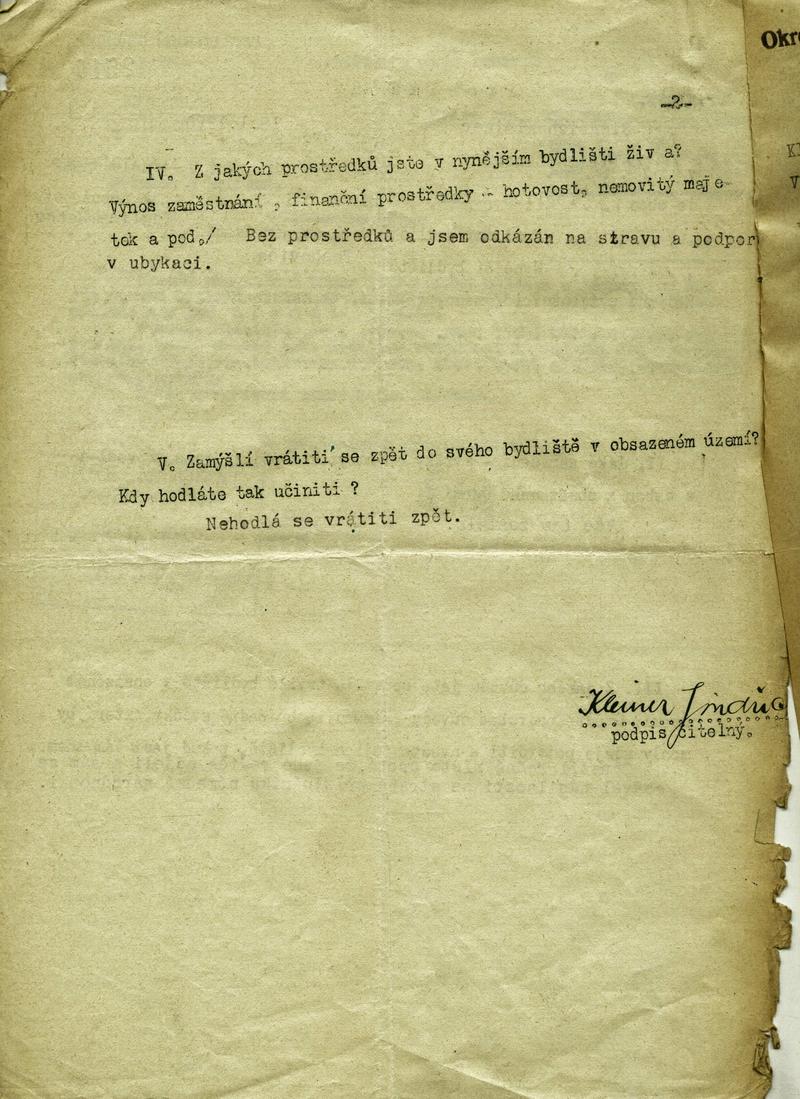 Okr
-2-
IV. Z jakých prostředků jste v nynějším bydlišti živ a?
Výnos zaměstnání , finanční prostředky - hotovost, nemovitý maje-
tek a pod./ Bez prostředků a jsem odkázán na stravu a podpor
v ubykaci.
V. Zamýšlí vrátiti se zpět do svého bydliště v obsazeném území?
Kdy hodláte tak učiniti ?
Nehodlá se vrátiti zpět.
Kleiner
podpis čitelný.